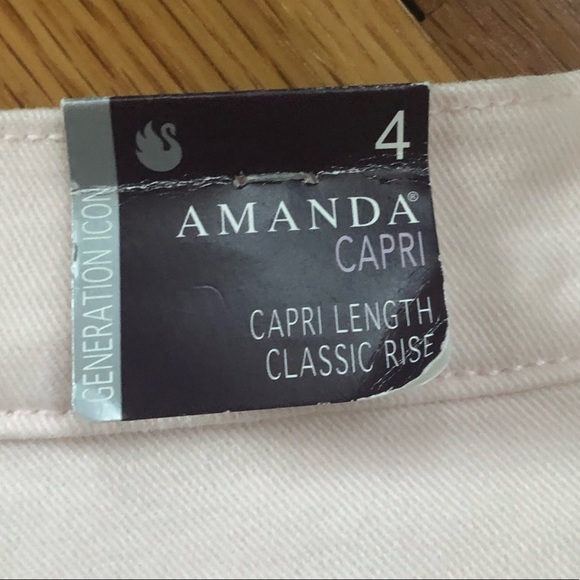 4
AMANDA®
CAPRI
CAPRI LENGTH
CLASSIC RISE
GENERATION ICON